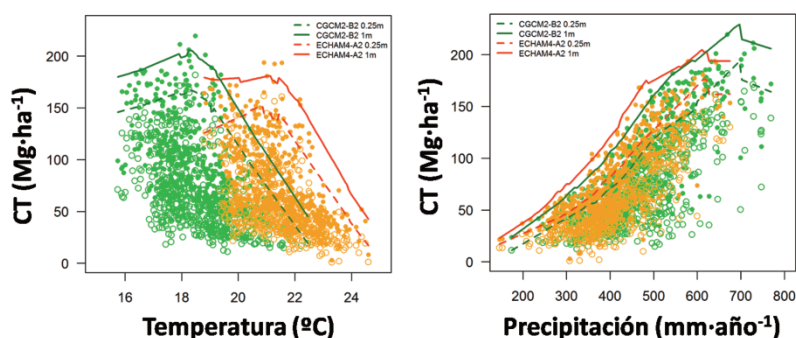 CGCM2-B2 0.25m
CGCM2-B2 1m
ECHAM4-A2 0.25m
ECHAM4-A2 1m
CT (Mg·ha⁻¹)
200
150
100
50
0
16 18 20 22 24
Temperatura (ºC)
CGCM2-B2 0.25m
CGCM2-B2 1m
ECHAM4-A2 0.25m
ECHAM4-A2 1m
CT (Mg·ha⁻¹)
200
150
100
50
0
200 300 400 500 600 700 800
Precipitación (mm·año⁻¹)